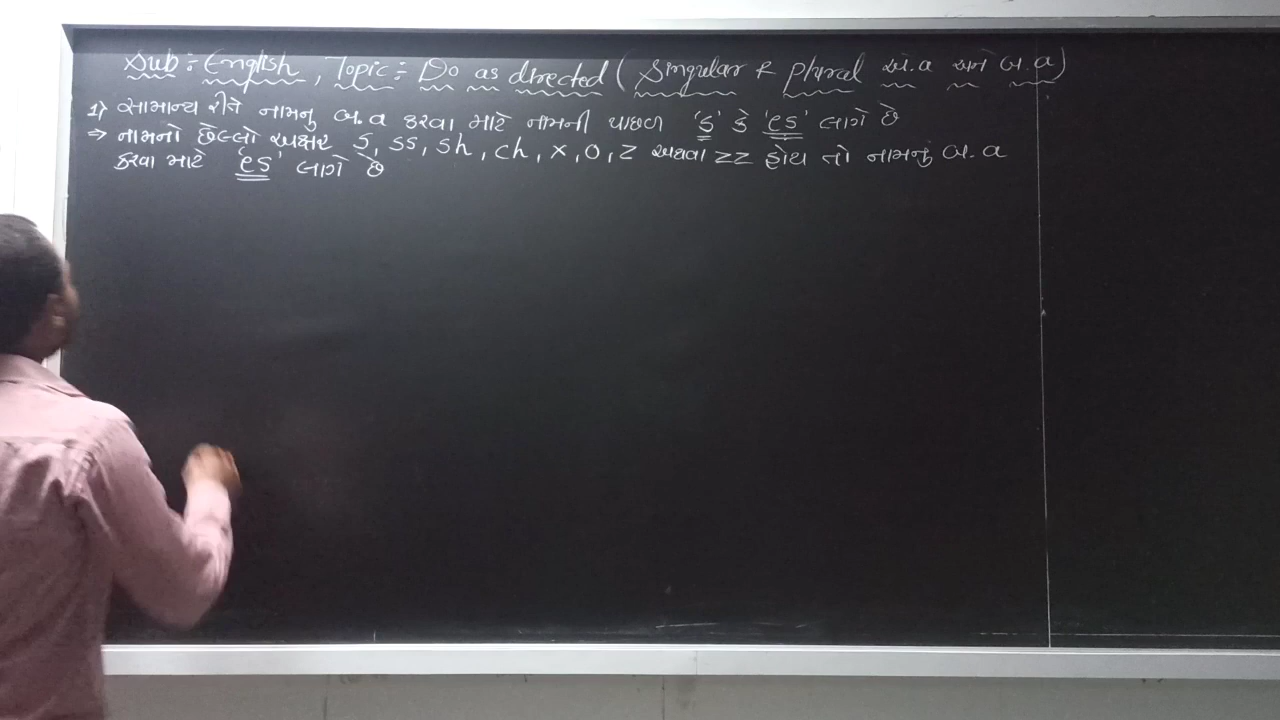 Sub :- English, Topic :- Do as directed ( Singular & Plural એ.વ અને બ.વ )
1) સામાન્ય રીતે નામનુ બ.વ કરવા માટે નામની પાછળ 'S' કે 'es' લાગે છે
⇒ નામનો છેલ્લો અક્ષર S, ss, sh, ch, x, o, z અથવા zz હોય તો નામનુ બ.વ
કરવા માટે 'es' લાગે છે